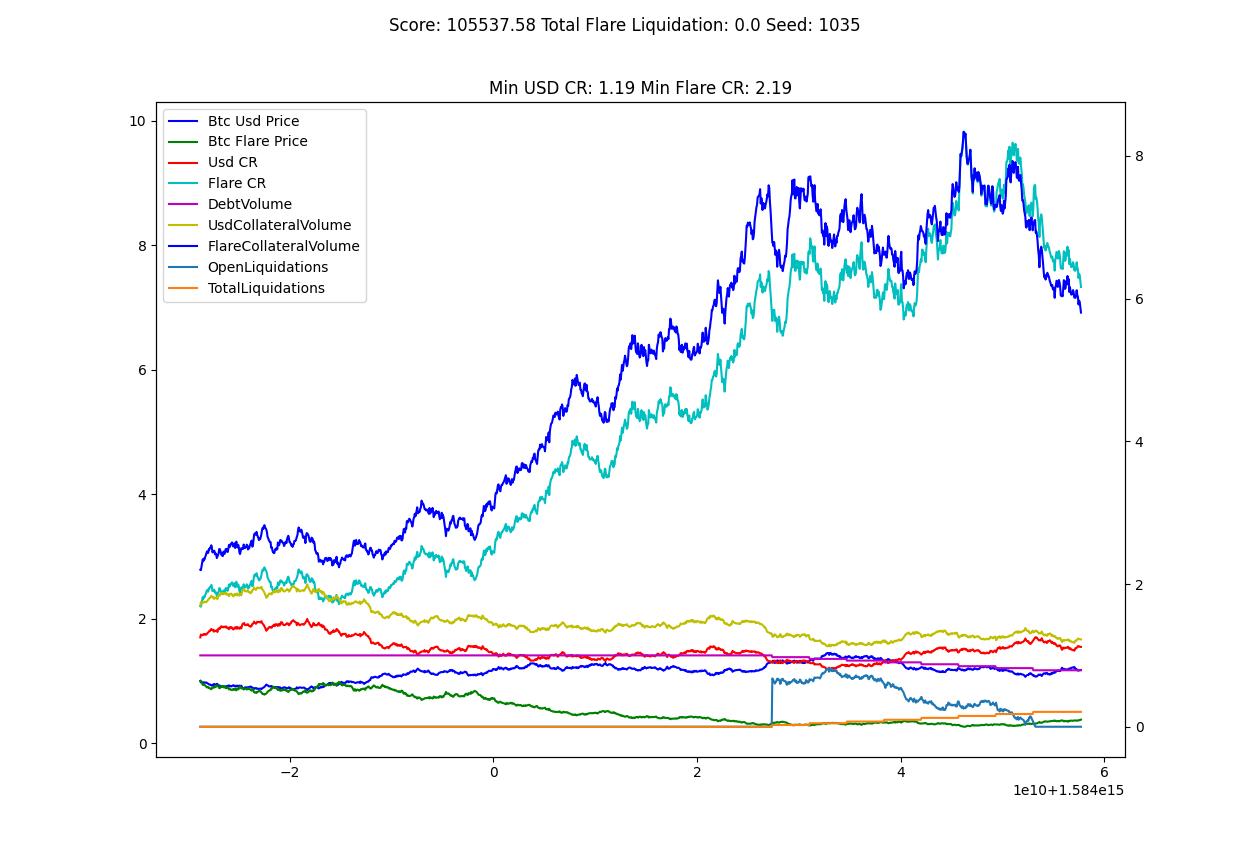 Score: 105537.58 Total Flare Liquidation: 0.0 Seed: 1035
Min USD CR: 1.19 Min Flare CR: 2.19
Btc Usd Price
Btc Flare Price
Usd CR
Flare CR
DebtVolume
UsdCollateralVolume
FlareCollateralVolume
OpenLiquidations
TotalLiquidations
10
8
6
4
2
0
8
6
4
2
0
−2
0
2
4
6
1e10+1.584e15